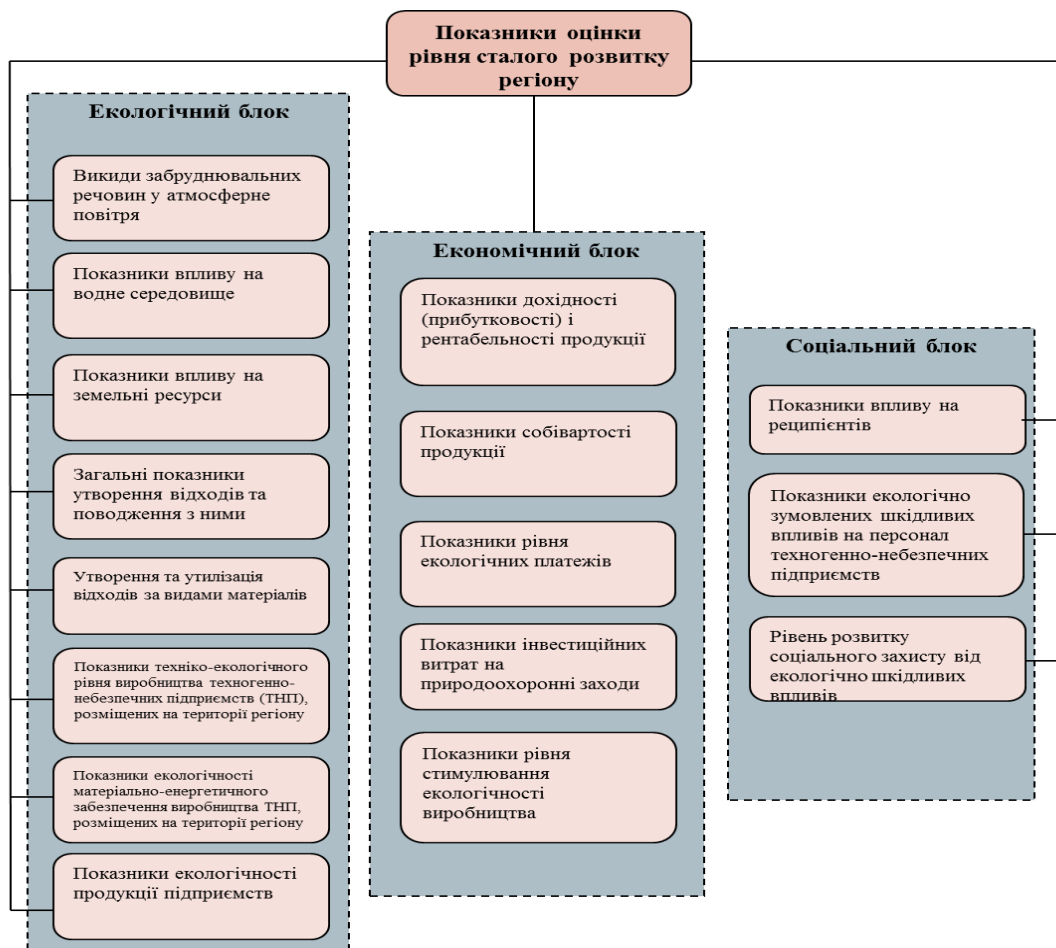 Показники оцінки
рівня сталого розвитку
регіону
Екологічний блок
Викиди забруднювальних
речовин у атмосферне
повітря
Показники впливу на
водне середовище
Показники впливу на
земельні ресурси
Загальні показники
утворення відходів та
поводження з ними
Утворення та утилізація
відходів за видами матеріалів
Показники техніко-екологічного
рівня виробництва техногенно-
небезпечних підприємств (ТНП),
розміщених на території регіону
Показники екологічності
матеріально-енергетичного
забезпечення виробництва ТНП,
розміщених на території регіону
Показники екологічності
продукції підприємств
Економічний блок
Показники дохідності
(прибутковості) і
рентабельності продукції
Показники собівартості
продукції
Показники рівня
екологічних платежів
Показники інвестиційних
витрат на
природоохоронні заходи
Показники рівня
стимулювання
екологічності
виробництва
Соціальний блок
Показники впливу на
реципієнтів
Показники екологічно
зумовлених шкідливих
впливів на персонал
техногенно-небезпечних
підприємств
Рівень розвитку
соціального захисту від
екологічно шкідливих
впливів